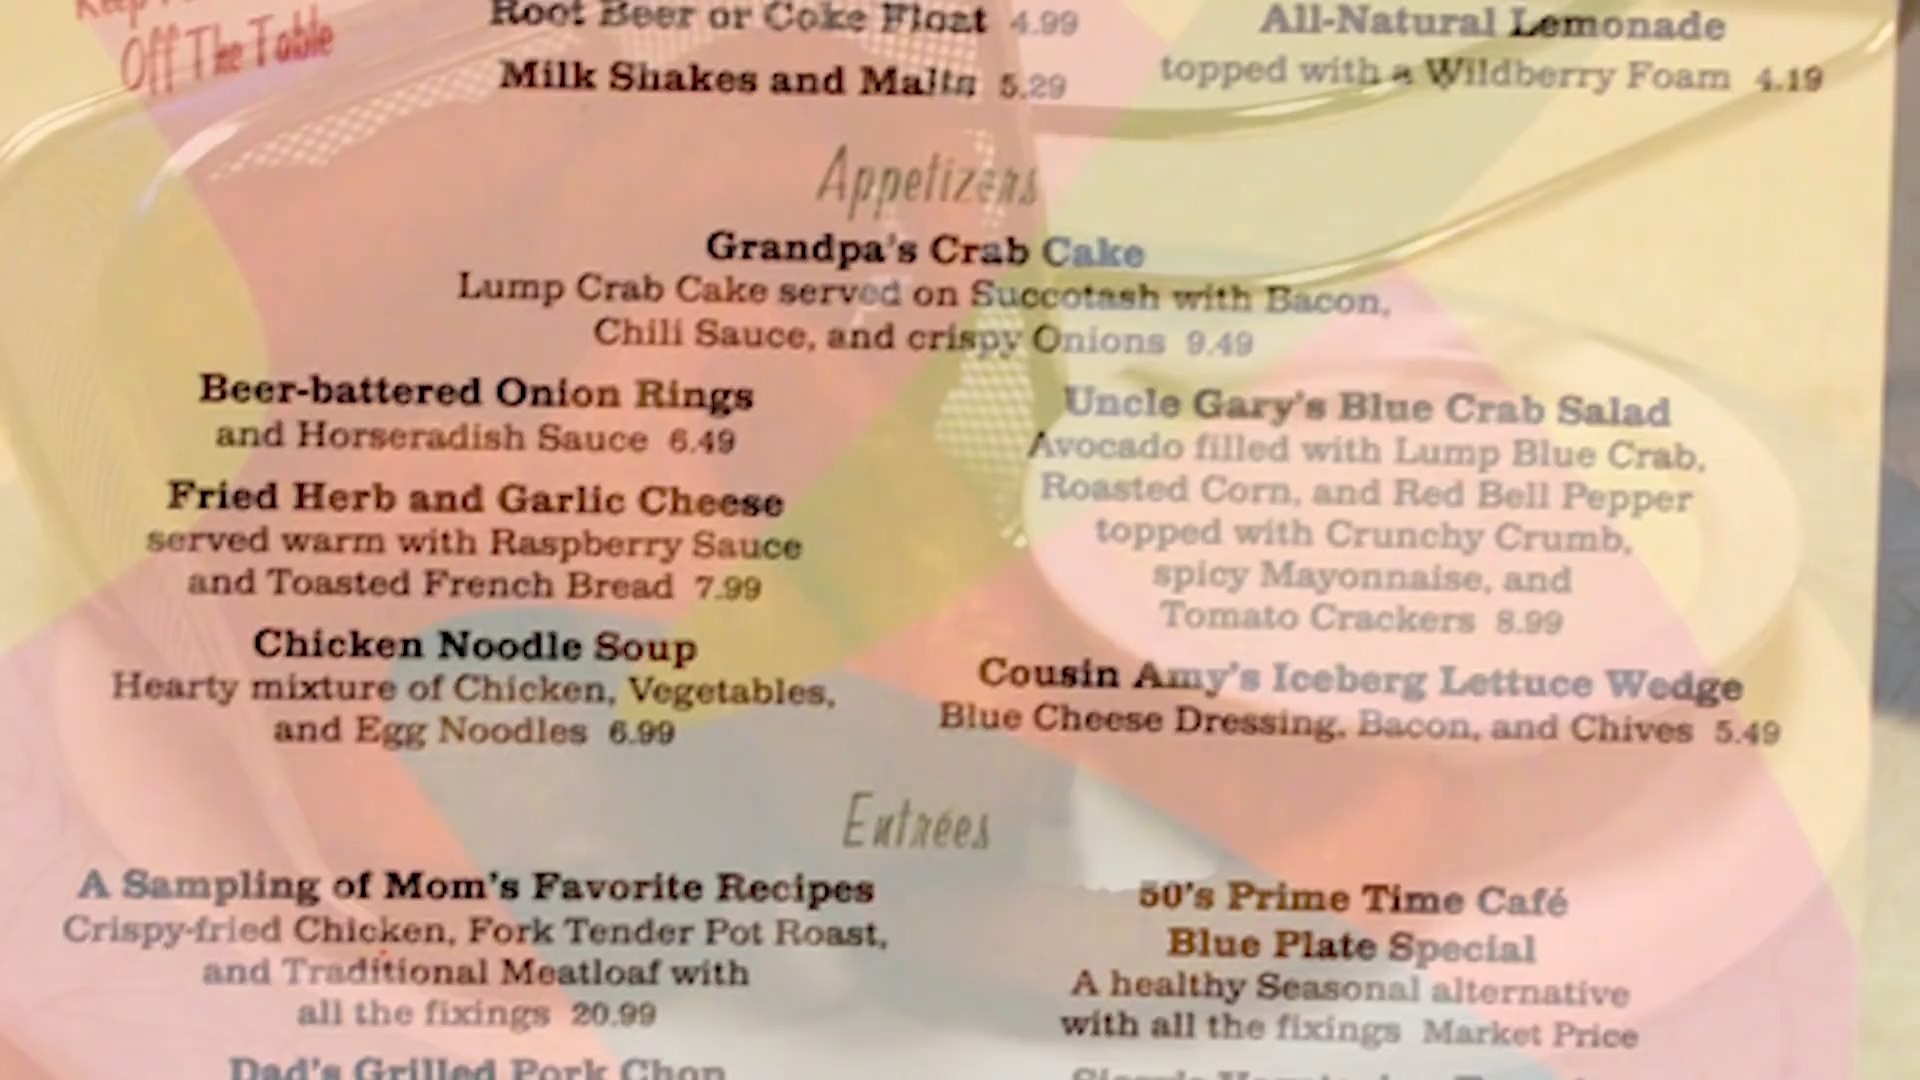 Keep
Off The Table
Root Beer or Coke Float 4.99
Milk Shakes and Malts 5.29
All-Natural Lemonade
topped with a Wildberry Foam 4.19
Appetizers
Grandpa's Crab Cake
Lump Crab Cake served on Succotash with Bacon,
Chili Sauce, and crispy Onions 9.49
Beer-battered Onion Rings
and Horseradish Sauce 6.49
Fried Herb and Garlic Cheese
served warm with Raspberry Sauce
and Toasted French Bread 7.99
Chicken Noodle Soup
Hearty mixture of Chicken, Vegetables,
and Egg Noodles 6.99
Uncle Gary's Blue Crab Salad
Avocado filled with Lump Blue Crab,
Roasted Corn, and Red Bell Pepper
topped with Crunchy Crumb,
spicy Mayonnaise, and
Tomato Crackers 8.99
Cousin Amy's Iceberg Lettuce Wedge
Blue Cheese Dressing, Bacon, and Chives 5.49
Entrées
A Sampling of Mom's Favorite Recipes
Crispy-fried Chicken, Fork Tender Pot Roast,
and Traditional Meatloaf with
all the fixings 20.99
Dad's Grilled Pork Chop
50's Prime Time Café
Blue Plate Special
A healthy Seasonal alternative
with all the fixings Market Price